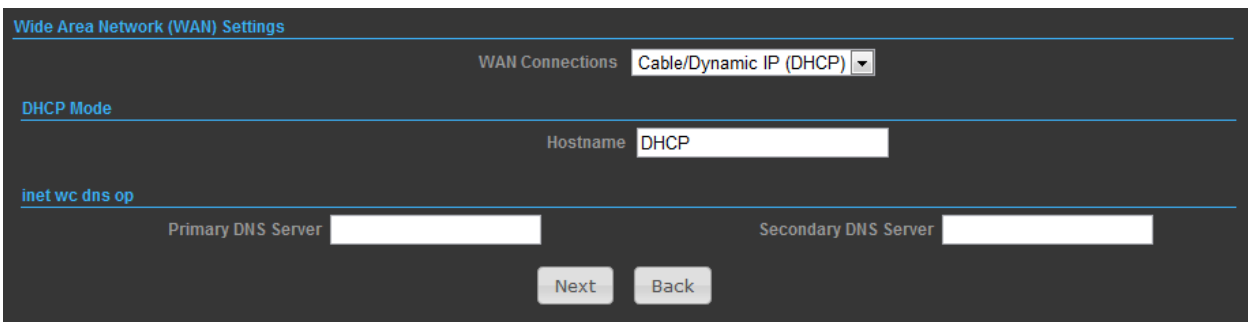 Wide Area Network (WAN) Settings
WAN Connections Cable/Dynamic IP (DHCP)
DHCP Mode
Hostname DHCP
inet wc dns op
Primary DNS Server Secondary DNS Server
Next Back